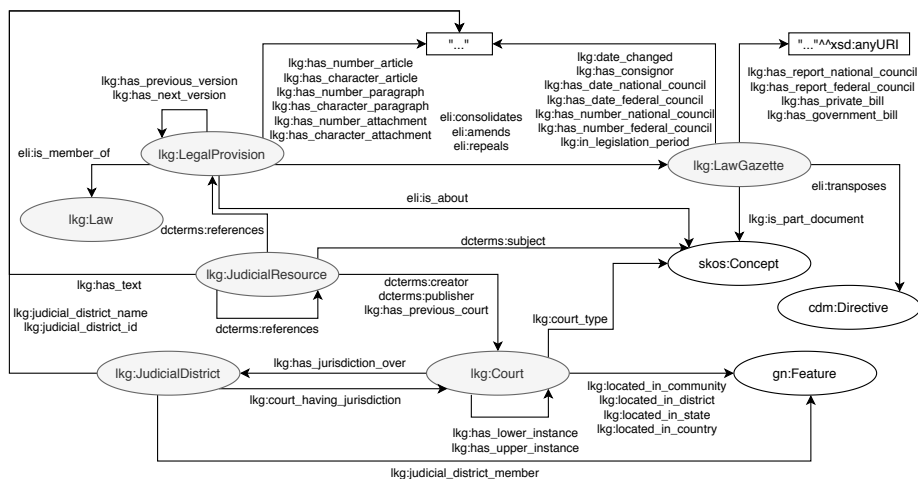 "..."
"..."^^xsd:anyURI
lkg:has_previous_version
lkg:has_next_version
lkg:has_number_article
lkg:has_character_article
lkg:has_number_paragraph
lkg:has_character_paragraph
lkg:has_number_attachment
lkg:has_character_attachment
eli:consolidates
eli:amends
eli:repeals
lkg:date_changed
lkg:has_consignor
lkg:has_date_national_council
lkg:has_date_federal_council
lkg:has_number_national_council
lkg:has_number_federal_council
lkg:in_legislation_period
lkg:has_report_national_council
lkg:has_report_federal_council
lkg:has_private_bill
lkg:has_government_bill
eli:is_member_of
lkg:LegalProvision
lkg:LawGazette
eli:transposes
lkg:Law
dcterms:references
eli:is_about
lkg:is_part_document
dcterms:subject
skos:Concept
lkg:JudicialResource
lkg:has_text
dcterms:creator
dcterms:publisher
lkg:has_previous_court
cdm:Directive
lkg:judicial_district_name
lkg:judicial_district_id
dcterms:references
lkg:court_type
lkg:JudicialDistrict
lkg:has_jurisdiction_over
lkg:Court
gn:Feature
lkg:court_having_jurisdiction
lkg:located_in_community
lkg:located_in_district
lkg:located_in_state
lkg:located_in_country
lkg:has_lower_instance
lkg:has_upper_instance
lkg:judicial_district_member